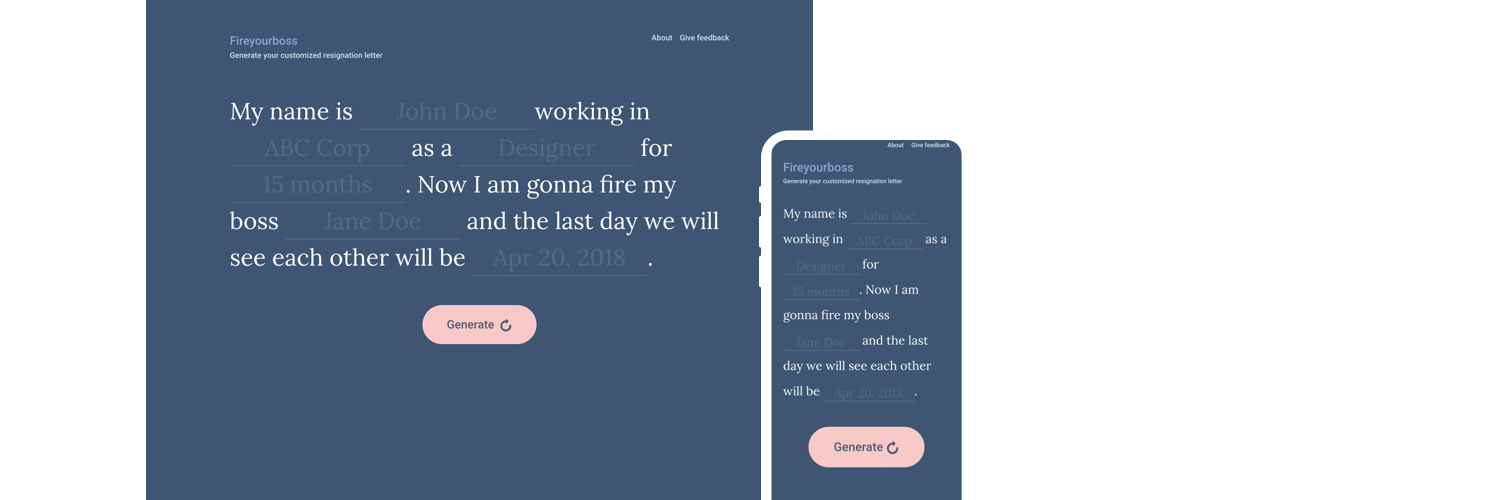 Fireyourboss
Generate your customized resignation letter
About Give feedback
My name is John Doe working in
ABC Corp as a Designer for
15 months . Now I am gonna fire my
boss Jane Doe and the last day we will
see each other will be Apr 20, 2018 .
Generate
About Give feedback
Fireyourboss
Generate your customized resignation letter
My name is John Doe
working in ABC Corp as a
Designer for
15 months . Now I am
gonna fire my boss
Jane Doe and the last
day we will see each other
will be Apr 20, 2018 .
Generate